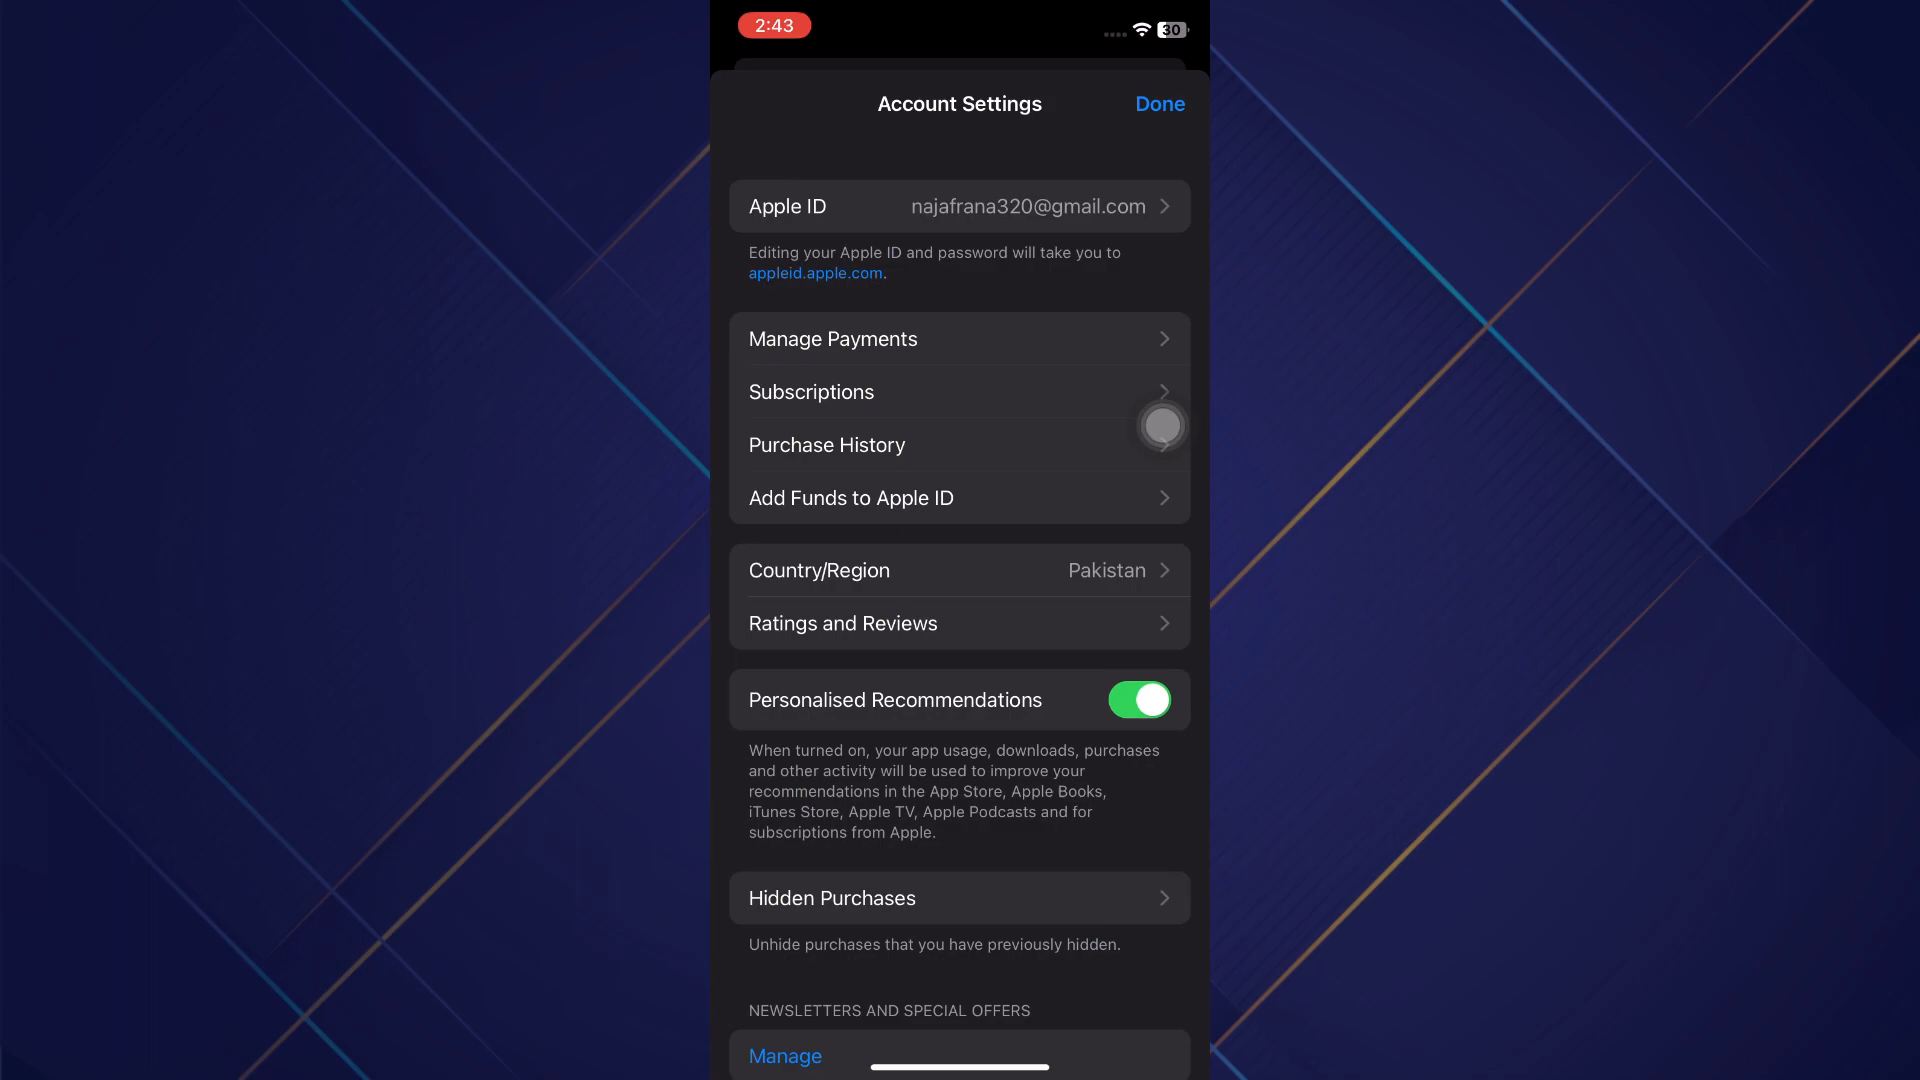 2:43
30
Account Settings
Done
Apple ID najafrana320@gmail.com
Editing your Apple ID and password will take you to
appleid.apple.com.
Manage Payments
Subscriptions
Purchase History
Add Funds to Apple ID
Country/Region Pakistan
Ratings and Reviews
Personalised Recommendations
When turned on, your app usage, downloads, purchases
and other activity will be used to improve your
recommendations in the App Store, Apple Books,
iTunes Store, Apple TV, Apple Podcasts and for
subscriptions from Apple.
Hidden Purchases
Unhide purchases that you have previously hidden.
NEWSLETTERS AND SPECIAL OFFERS
Manage